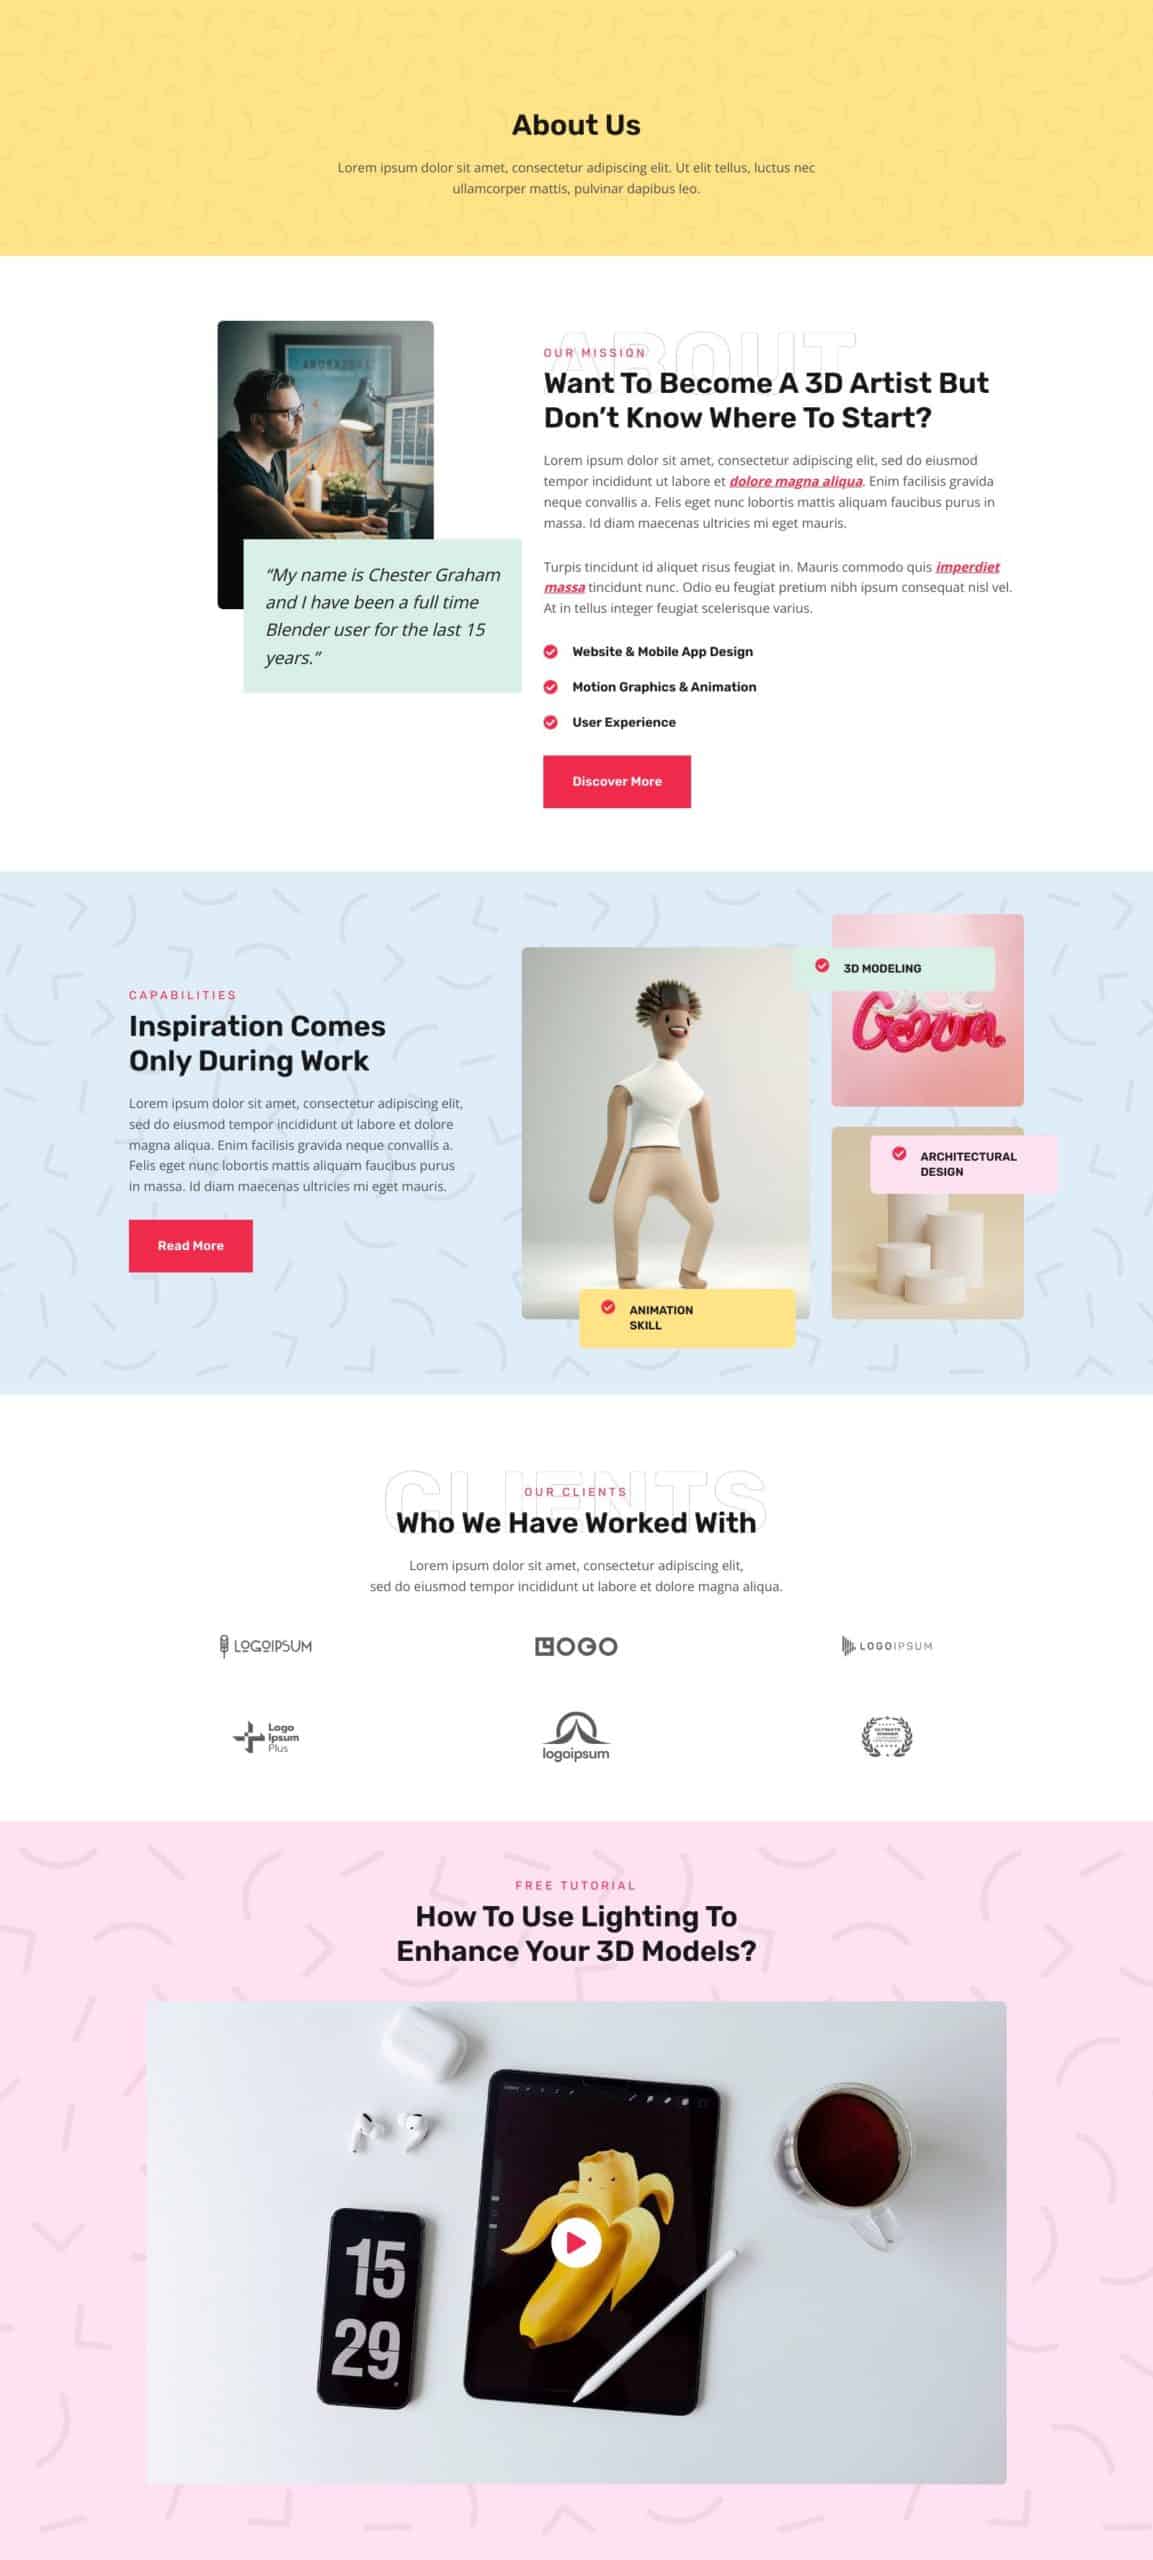 About Us
Lorem ipsum dolor sit amet, consectetur adipiscing elit. Ut elit tellus, luctus nec
ullamcorper mattis, pulvinar dapibus leo.
ABOUT
OUR MISSION
Want To Become A 3D Artist But
Don’t Know Where To Start?
Lorem ipsum dolor sit amet, consectetur adipiscing elit, sed do eiusmod
tempor incididunt ut labore et dolore magna aliqua. Enim facilisis gravida
neque convallis a. Felis eget nunc lobortis mattis aliquam faucibus purus in
massa. Id diam maecenas ultricies mi eget mauris.
Turpis tincidunt id aliquet risus feugiat in. Mauris commodo quis imperdiet
massa tincidunt nunc. Odio eu feugiat pretium nibh ipsum consequat nisl vel.
At in tellus integer feugiat scelerisque varius.
“My name is Chester Graham
and I have been a full time
Blender user for the last 15
years.”
Website & Mobile App Design
Motion Graphics & Animation
User Experience
Discover More
CAPABILITIES
Inspiration Comes
Only During Work
Lorem ipsum dolor sit amet, consectetur adipiscing elit,
sed do eiusmod tempor incididunt ut labore et dolore
magna aliqua. Enim facilisis gravida neque convallis a.
Felis eget nunc lobortis mattis aliquam faucibus purus
in massa. Id diam maecenas ultricies mi eget mauris.
Read More
3D MODELING
ARCHITECTURAL
DESIGN
ANIMATION
SKILL
CLIENTS
OUR CLIENTS
Who We Have Worked With
Lorem ipsum dolor sit amet, consectetur adipiscing elit,
sed do eiusmod tempor incididunt ut labore et dolore magna aliqua.
LOGOIPSUM
LOGO
LOGOIPSUM
Logo
Ipsum
Plus
logoipsum
FREE TUTORIAL
How To Use Lighting To
Enhance Your 3D Models?
15
29